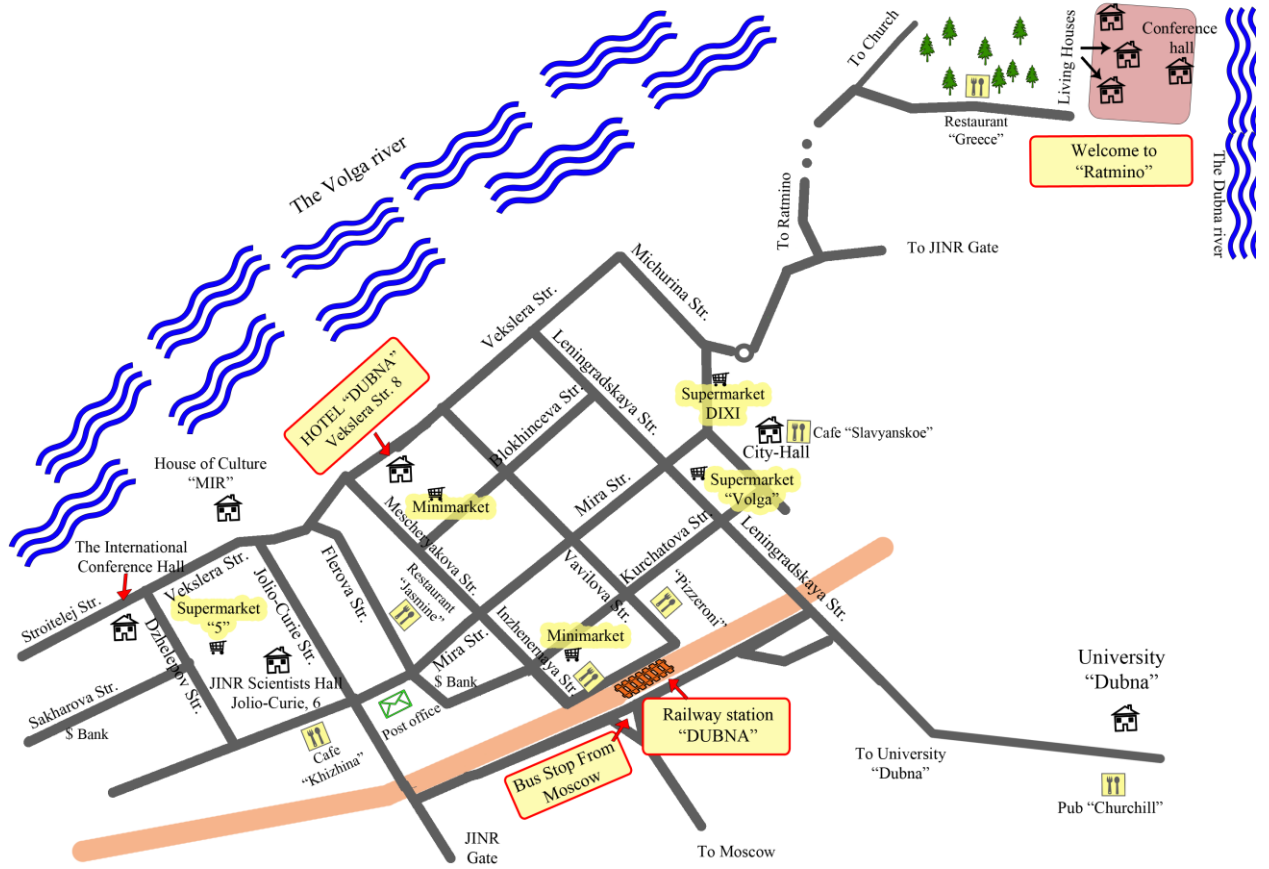 To Church
Conference
hall
Living Houses
Restaurant
“Greece”
Welcome to
“Ratmino”
The Dubna river
The Volga river
To Ratmino
To JINR Gate
Michurina Str.
Vekslera Str.
Leningradskaya Str.
HOTEL “DUBNA”
Vekslera Str. 8
Supermarket
DIXI
Cafe “Slavyanskoe”
City-Hall
Blokhinceva Str.
House of Culture
“MIR”
Minimarket
Mira Str.
Supermarket
“Volga”
Mescheryakova Str.
Kurchatova Str.
Leningradskaya Str.
The International
Conference Hall
Vekslera Str.
Stroitelej Str.
Flerova Str.
Restaurant
“Jasmine”
Vavilova Str.
“Pizzeroni”
Jolio-Curie Str.
Supermarket
“5”
Dzhelepov Str.
Inzhenernaya Str.
Minimarket
Mira Str.
$ Bank
JINR Scientists Hall
Jolio-Curie, 6
Sakharova Str.
$ Bank
Post office
Cafe
“Khizhina”
Railway station
“DUBNA”
Bus Stop From
Moscow
University
“Dubna”
To University
“Dubna”
Pub “Churchill”
JINR
Gate
To Moscow